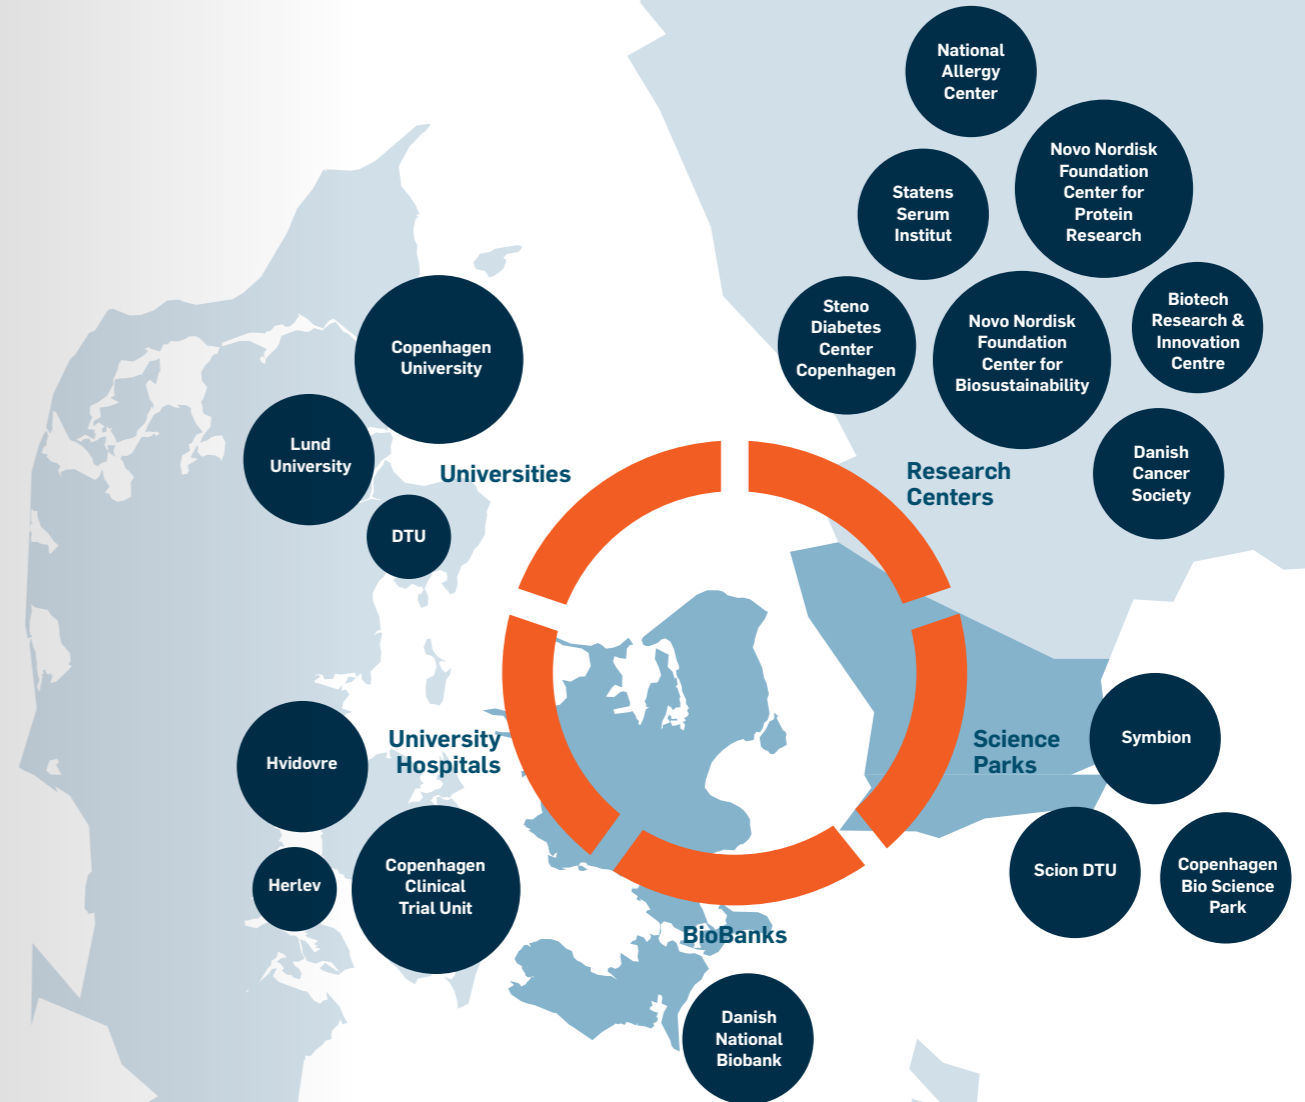 National
Allergy
Center
Novo Nordisk
Foundation
Center for
Protein
Research
Statens
Serum
Institut
Steno
Diabetes
Center
Copenhagen
Novo Nordisk
Foundation
Center for
Biosustainability
Biotech
Research &
Innovation
Centre
Danish
Cancer
Society
Research
Centers
Copenhagen
University
Lund
University
DTU
Universities
University
Hospitals
Hvidovre
Herlev
Copenhagen
Clinical
Trial Unit
Science
Parks
Symbion
Scion DTU
Copenhagen
Bio Science
Park
BioBanks
Danish
National
Biobank